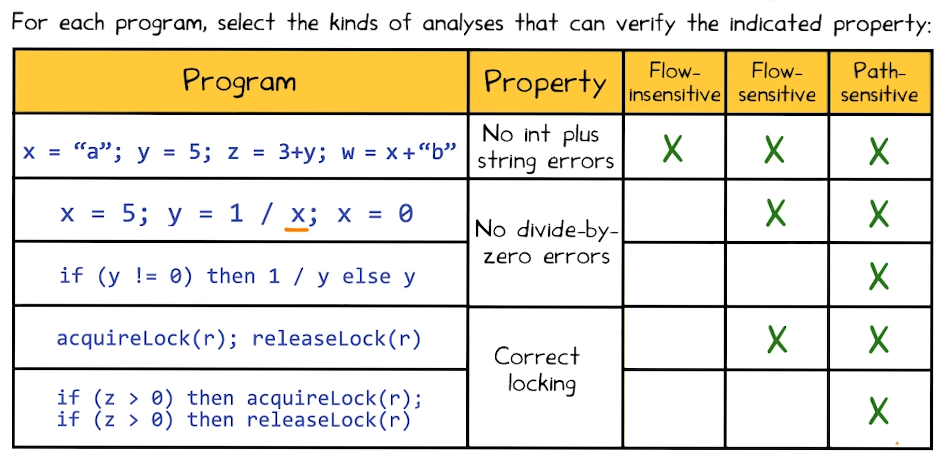 For each program, select the kinds of analyses that can verify the indicated property:
Program
Property
Flow-
insensitive
Flow-
sensitive
Path-
sensitive
x = “a”; y = 5; z = 3+y; w = x+“b”
No int plus
string errors
X
X
X
x = 5; y = 1 / x; x = 0
No divide-by-
zero errors
X
X
if (y != 0) then 1 / y else y
X
acquireLock(r); releaseLock(r)
Correct
locking
X
X
if (z > 0) then acquireLock(r);
if (z > 0) then releaseLock(r)
X